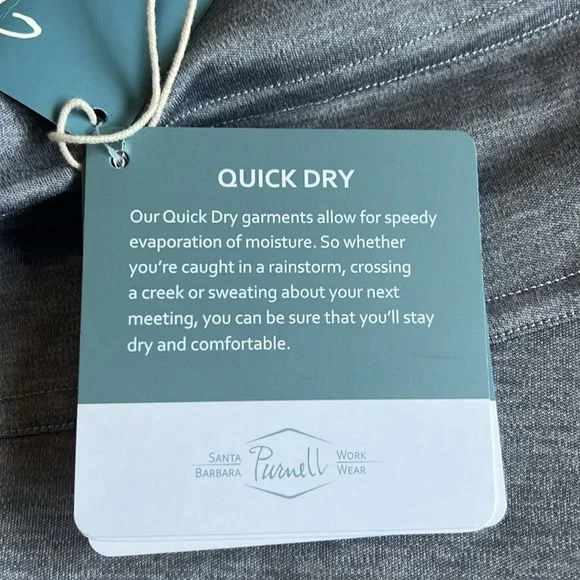 QUICK DRY
Our Quick Dry garments allow for speedy
evaporation of moisture. So whether
you’re caught in a rainstorm, crossing
a creek or sweating about your next
meeting, you can be sure that you’ll stay
dry and comfortable.
SANTA BARBARA
Purnell
WORK WEAR